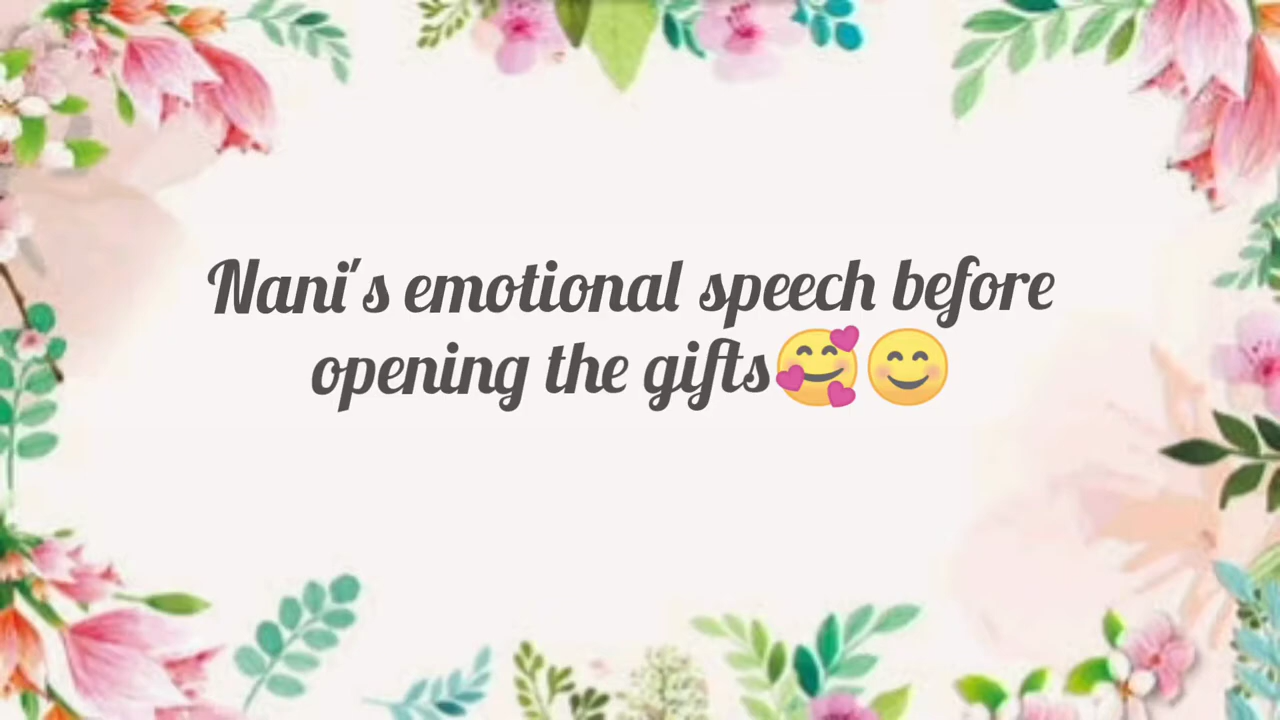 Nani's emotional speech before
opening the gifts🥰😊